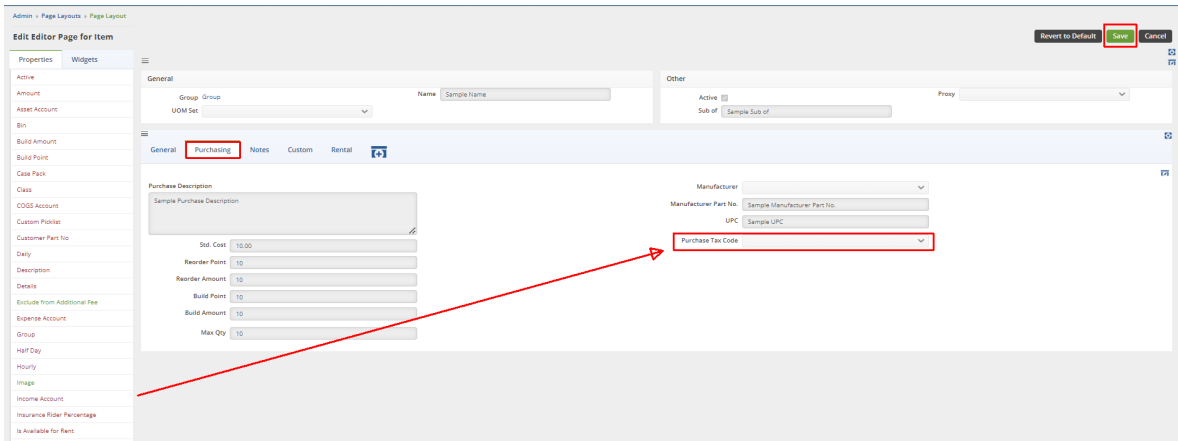 Admin › Page Layouts › Page Layout
Edit Editor Page for Item
Revert to Default Save Cancel
Properties Widgets
Active
Amount
Asset Account
Bin
Build Amount
Build Point
Case Pack
Class
COGS Account
Custom Picklist
Customer Part No
Daily
Description
Details
Exclude from Additional Fee
Expense Account
Group
Half Day
Hourly
Image
Income Account
Insurance Rider Percentage
Is Available for Rent
General
Group Group
Name Sample Name
UOM Set
Other
Active
Proxy
Sub of Sample Sub of
General Purchasing Notes Custom Rental
Purchase Description
Sample Purchase Description
Std. Cost 10.00
Reorder Point 10
Reorder Amount 10
Build Point 10
Build Amount 10
Max Qty 10
Manufacturer
Manufacturer Part No. Sample Manufacturer Part No.
UPC Sample UPC
Purchase Tax Code